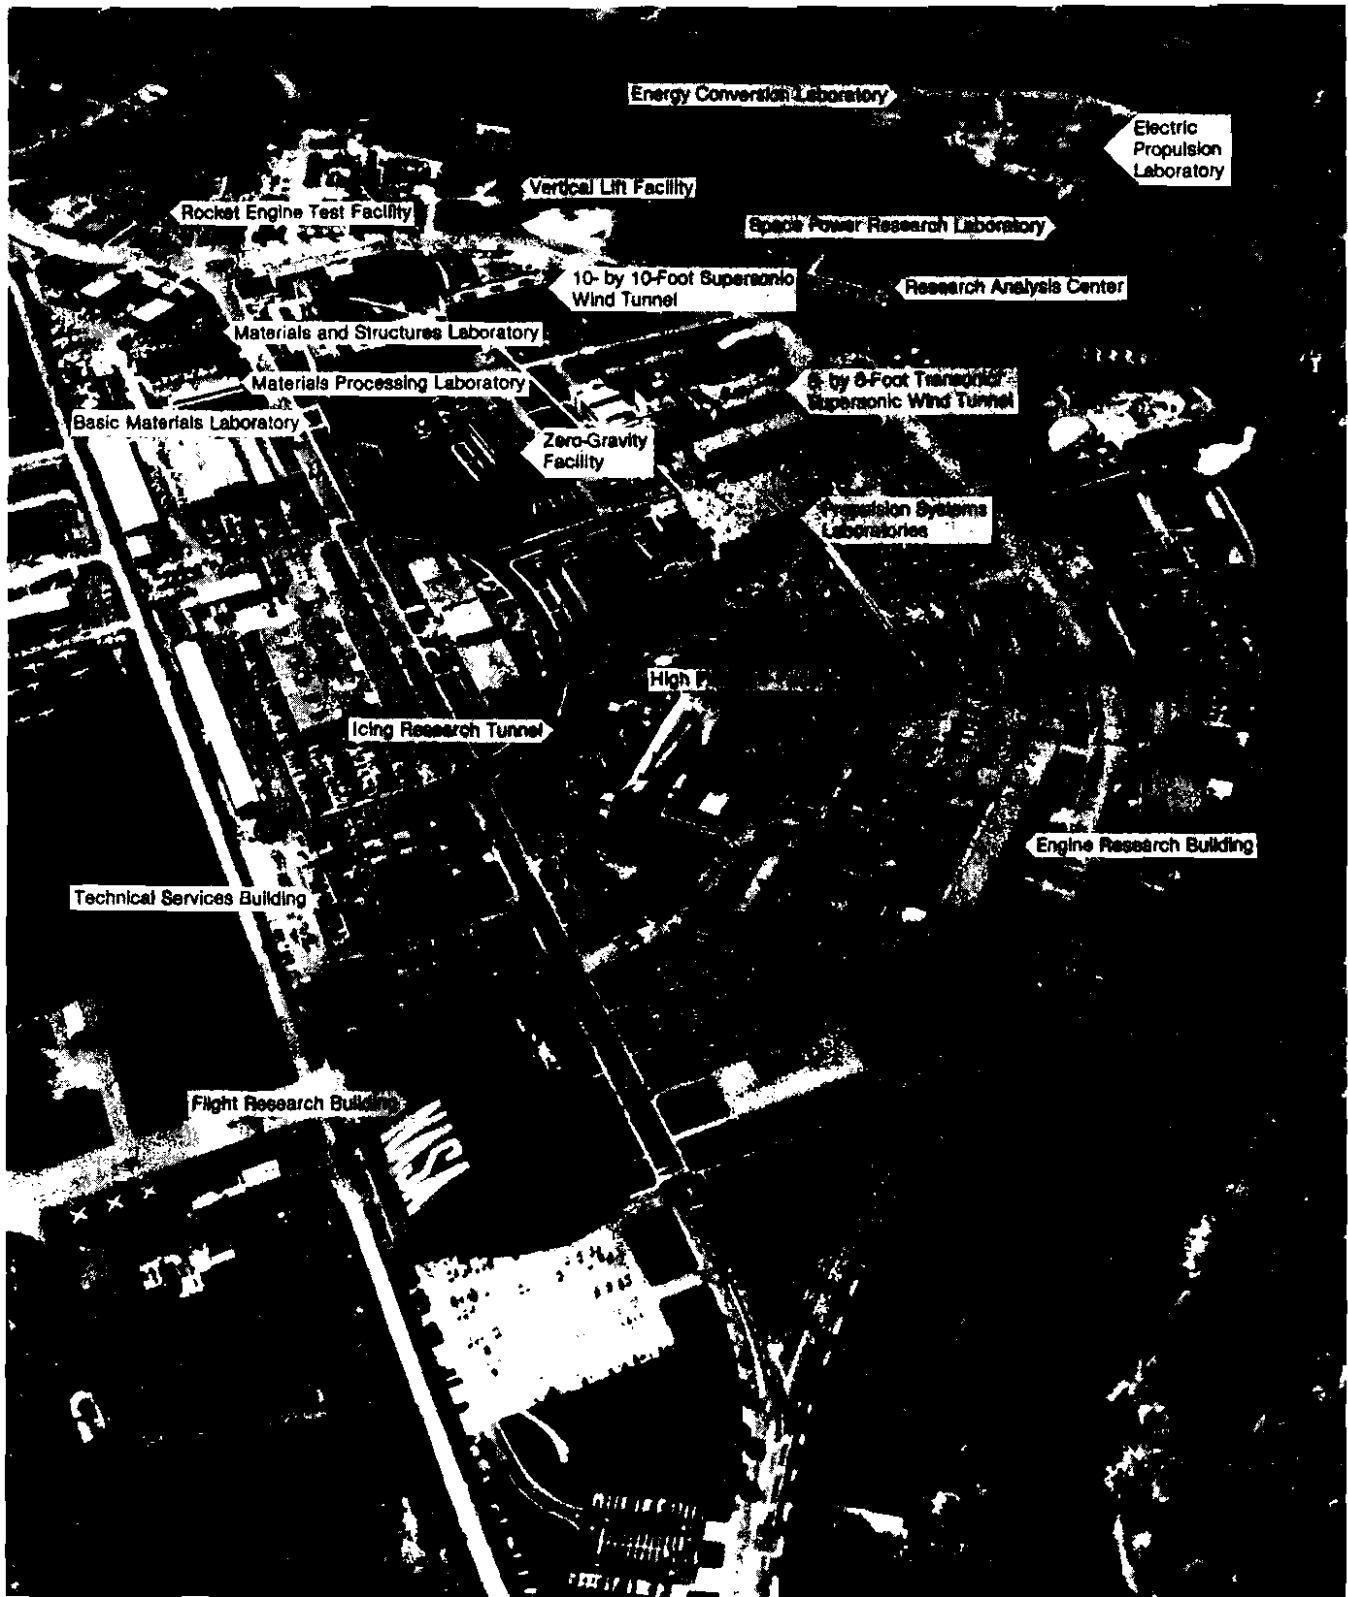 Energy Conversion Laboratory
Electric
Propulsion
Laboratory
Vertical Lift Facility
Rocket Engine Test Facility
Space Power Research Laboratory
10- by 10-Foot Supersonic
Wind Tunnel
Research Analysis Center
Materials and Structures Laboratory
Materials Processing Laboratory
by 6-Foot Transonic/
Supersonic Wind Tunnel
Basic Materials Laboratory
Zero-Gravity
Facility
Propulsion Systems
Laboratories
High
Icing Research Tunnel
Engine Research Building
Technical Services Building
Flight Research Building